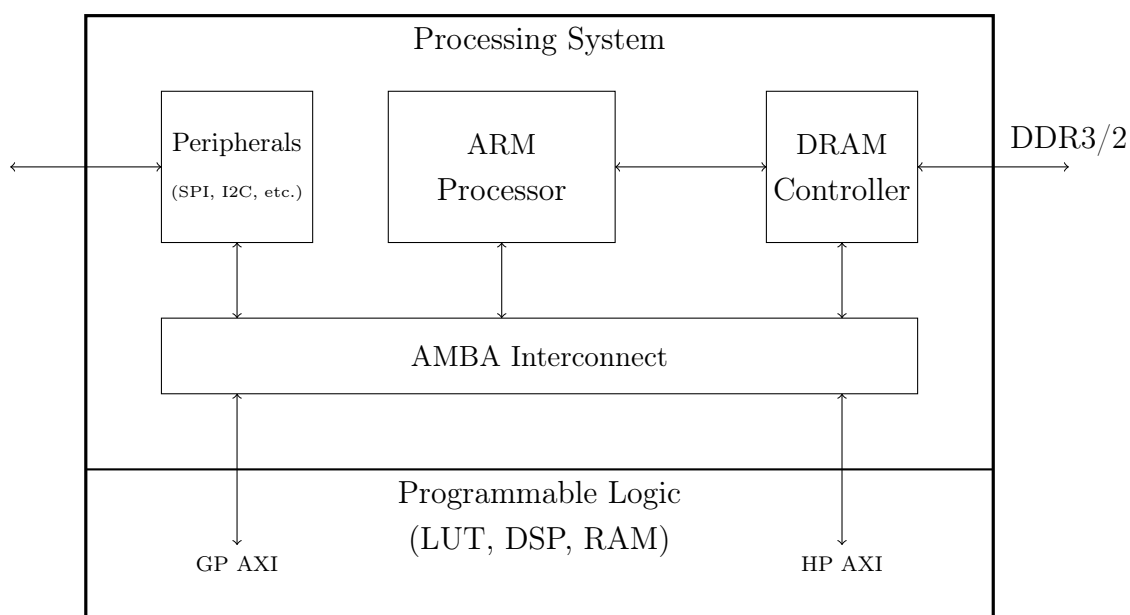 Processing System
Peripherals
(SPI, I2C, etc.)
ARM
Processor
DRAM
Controller
DDR3/2
AMBA Interconnect
Programmable Logic
(LUT, DSP, RAM)
GP AXI
HP AXI